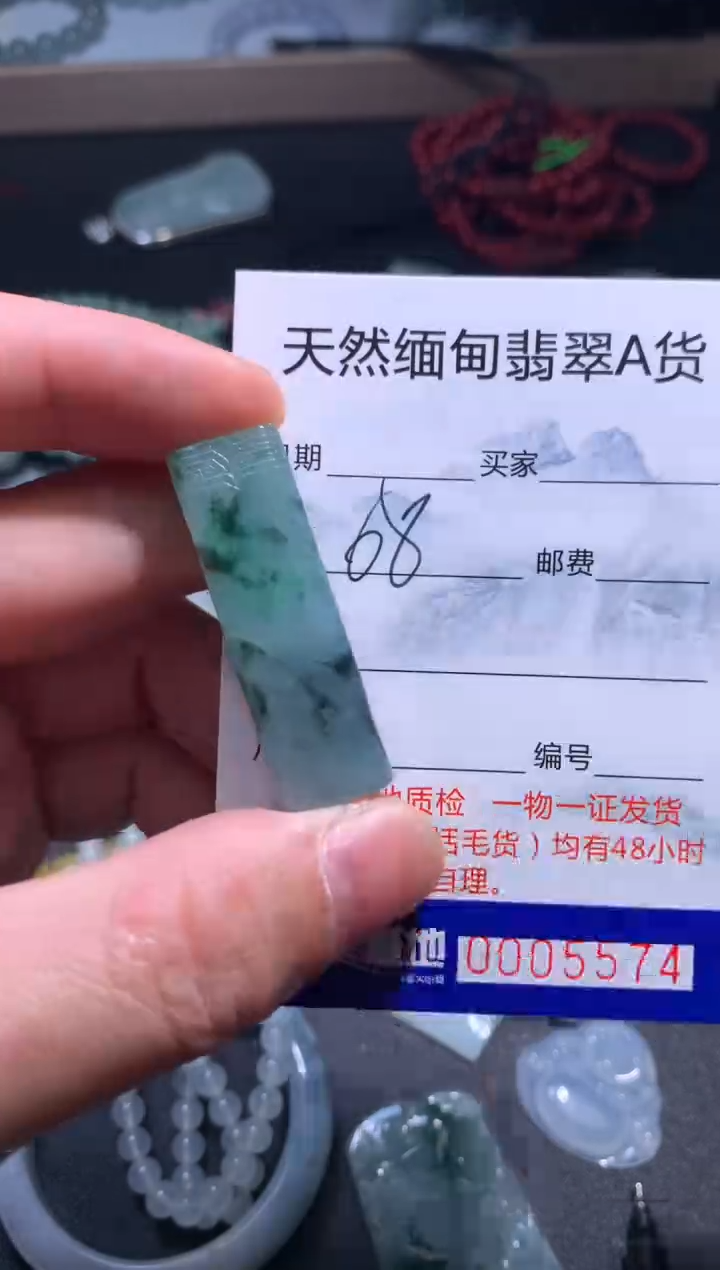 天然缅甸翡翠A货
期 买家
68 邮费
编号
质检 一物一证发货
毛货）均有48小时
自理。
地 0005574